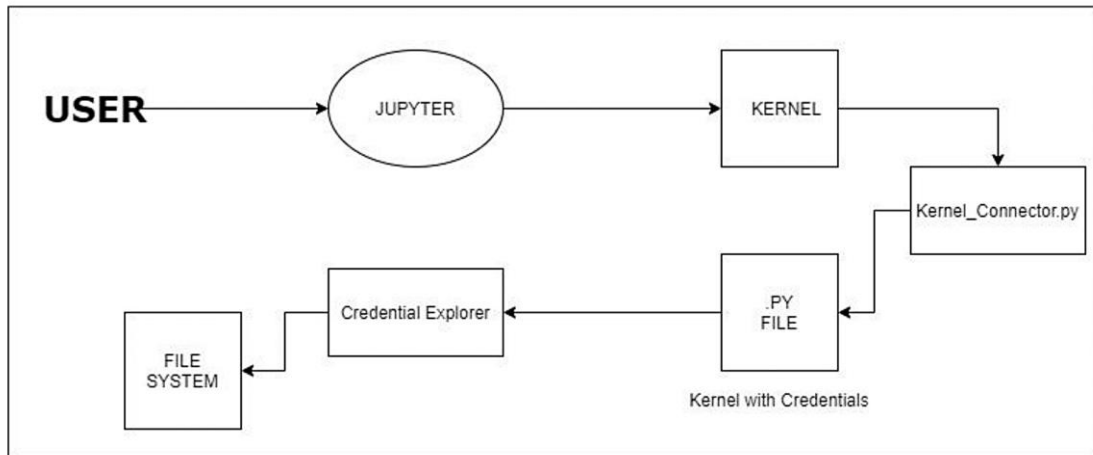 USER
JUPYTER
KERNEL
Kernel_Connector.py
.PY
FILE
Kernel with Credentials
Credential Explorer
FILE
SYSTEM